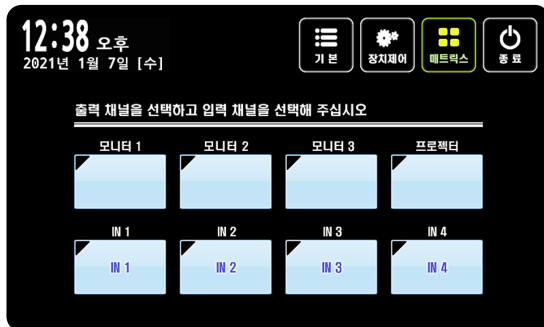 12:38 오후
2021년 1월 7일 [수]
기 본
장치제어
매트릭스
종 료
출력 채널을 선택하고 입력 채널을 선택해 주십시오
모니터 1 모니터 2 모니터 3 프로젝터
IN 1 IN 2 IN 3 IN 4
IN 1 IN 2 IN 3 IN 4